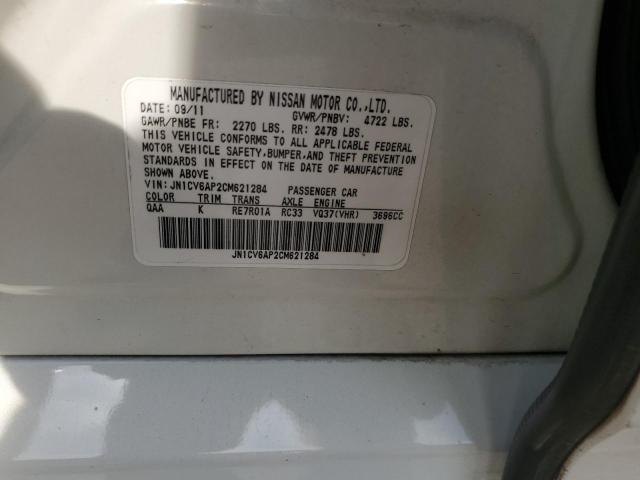 MANUFACTURED BY NISSAN MOTOR CO.,LTD.
DATE: 09/11 GVWR/PNBV: 4722 LBS.
GAWR/PNBE FR: 2270 LBS. RR: 2478 LBS.
THIS VEHICLE CONFORMS TO ALL APPLICABLE FEDERAL
MOTOR VEHICLE SAFETY, BUMPER, AND THEFT PREVENTION
STANDARDS IN EFFECT ON THE DATE OF MANUFACTURE
SHOWN ABOVE.
VIN: JN1CV6AP2CM621284 PASSENGER CAR
COLOR TRIM TRANS AXLE ENGINE
QAA K RE7R01A RC33 VQ37(VHR) 3696CC
JN1CV6AP2CM621284